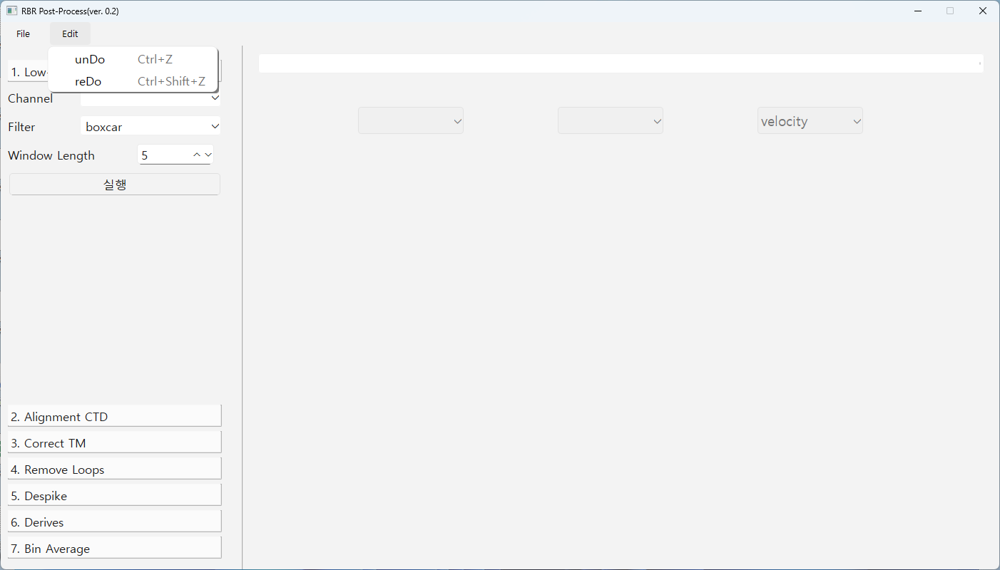 RBR Post-Process(ver. 0.2)
File Edit
unDo Ctrl+Z
reDo Ctrl+Shift+Z
1. Low-
Channel
Filter boxcar
Window Length 5
실행
velocity
2. Alignment CTD
3. Correct TM
4. Remove Loops
5. Despike
6. Derives
7. Bin Average